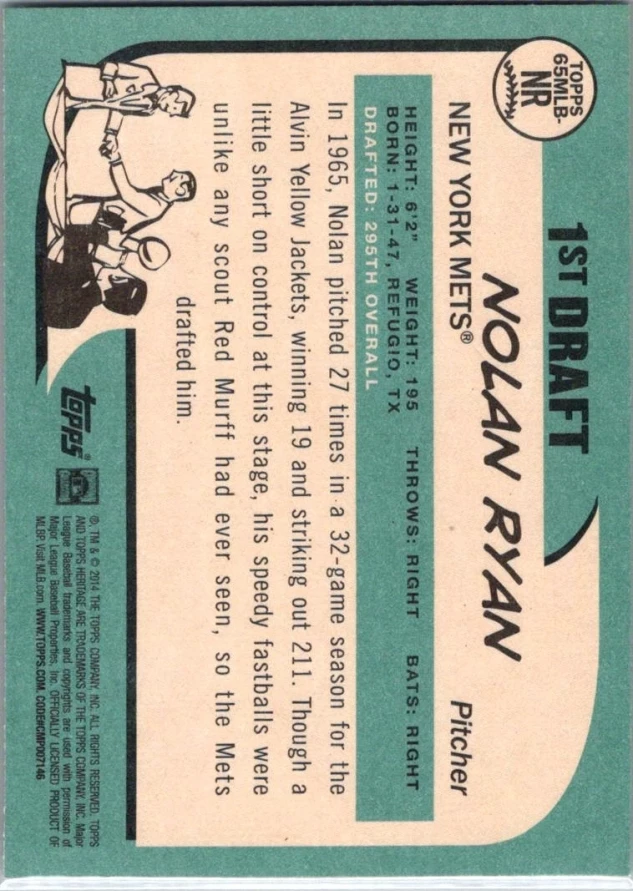 TOPPS
65MLB-
NR
1ST DRAFT
NOLAN RYAN
NEW YORK METS® Pitcher
HEIGHT: 6'2" WEIGHT: 195 THROWS: RIGHT BATS: RIGHT
BORN: 1-31-47, REFUGIO, TX
DRAFTED: 295TH OVERALL
In 1965, Nolan pitched 27 times in a 32-game season for the
Alvin Yellow Jackets, winning 19 and striking out 211. Though a
little short on control at this stage, his speedy fastballs were
unlike any scout Red Murff had ever seen, so the Mets
drafted him.
topps®
®, TM & © 2014 THE TOPPS COMPANY, INC. ALL RIGHTS RESERVED. TOPPS
AND TOPPS HERITAGE ARE TRADEMARKS OF THE TOPPS COMPANY, INC. Major
League Baseball trademarks and copyrights are used with permission of
Major League Baseball Properties, Inc. OFFICIALLY LICENSED PRODUCT OF
MLBP. Visit MLB.com. WWW.TOPPS.COM. CODE#CMP007146